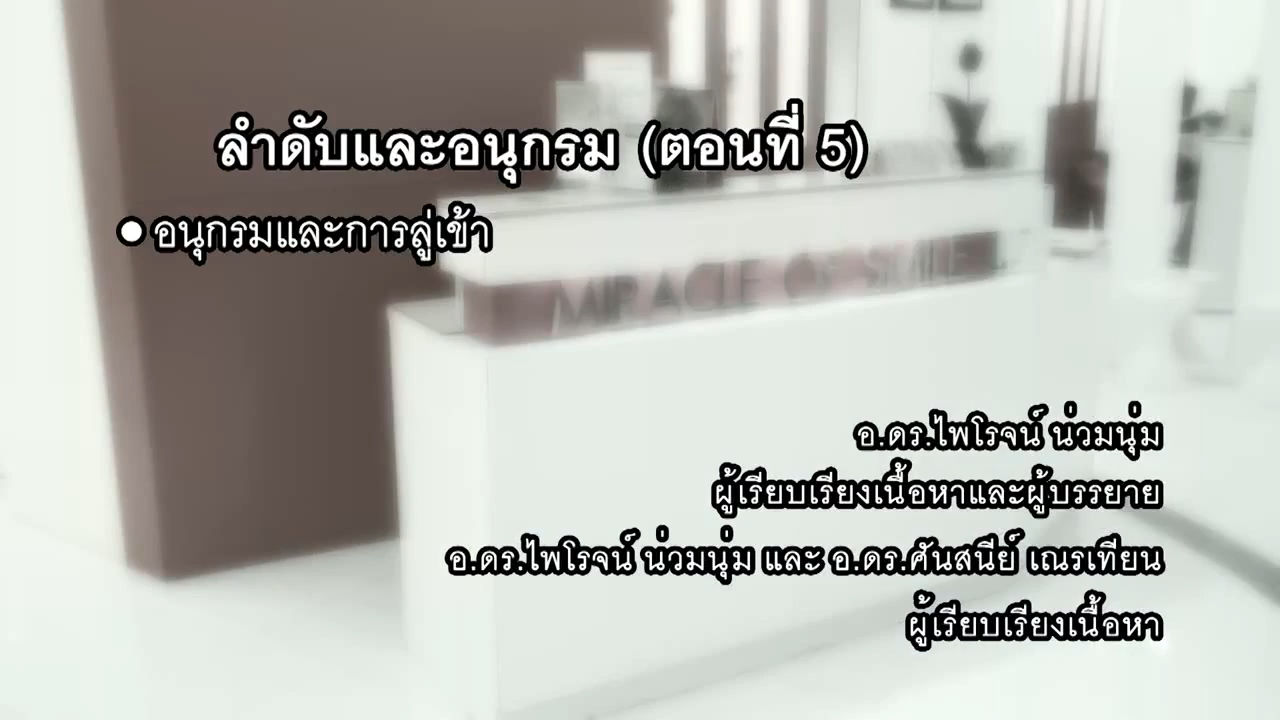 ลำดับและอนุกรม (ตอนที่ 5)
• อนุกรมและการลู่เข้า
MIRACLE OF SMILE
อ.ดร.ไพโรจน์ น่วมนุ่ม
ผู้เรียบเรียงเนื้อหาและผู้บรรยาย
อ.ดร.ไพโรจน์ น่วมนุ่ม และ อ.ดร.ศันสนีย์ เณรเทียน
ผู้เรียบเรียงเนื้อหา